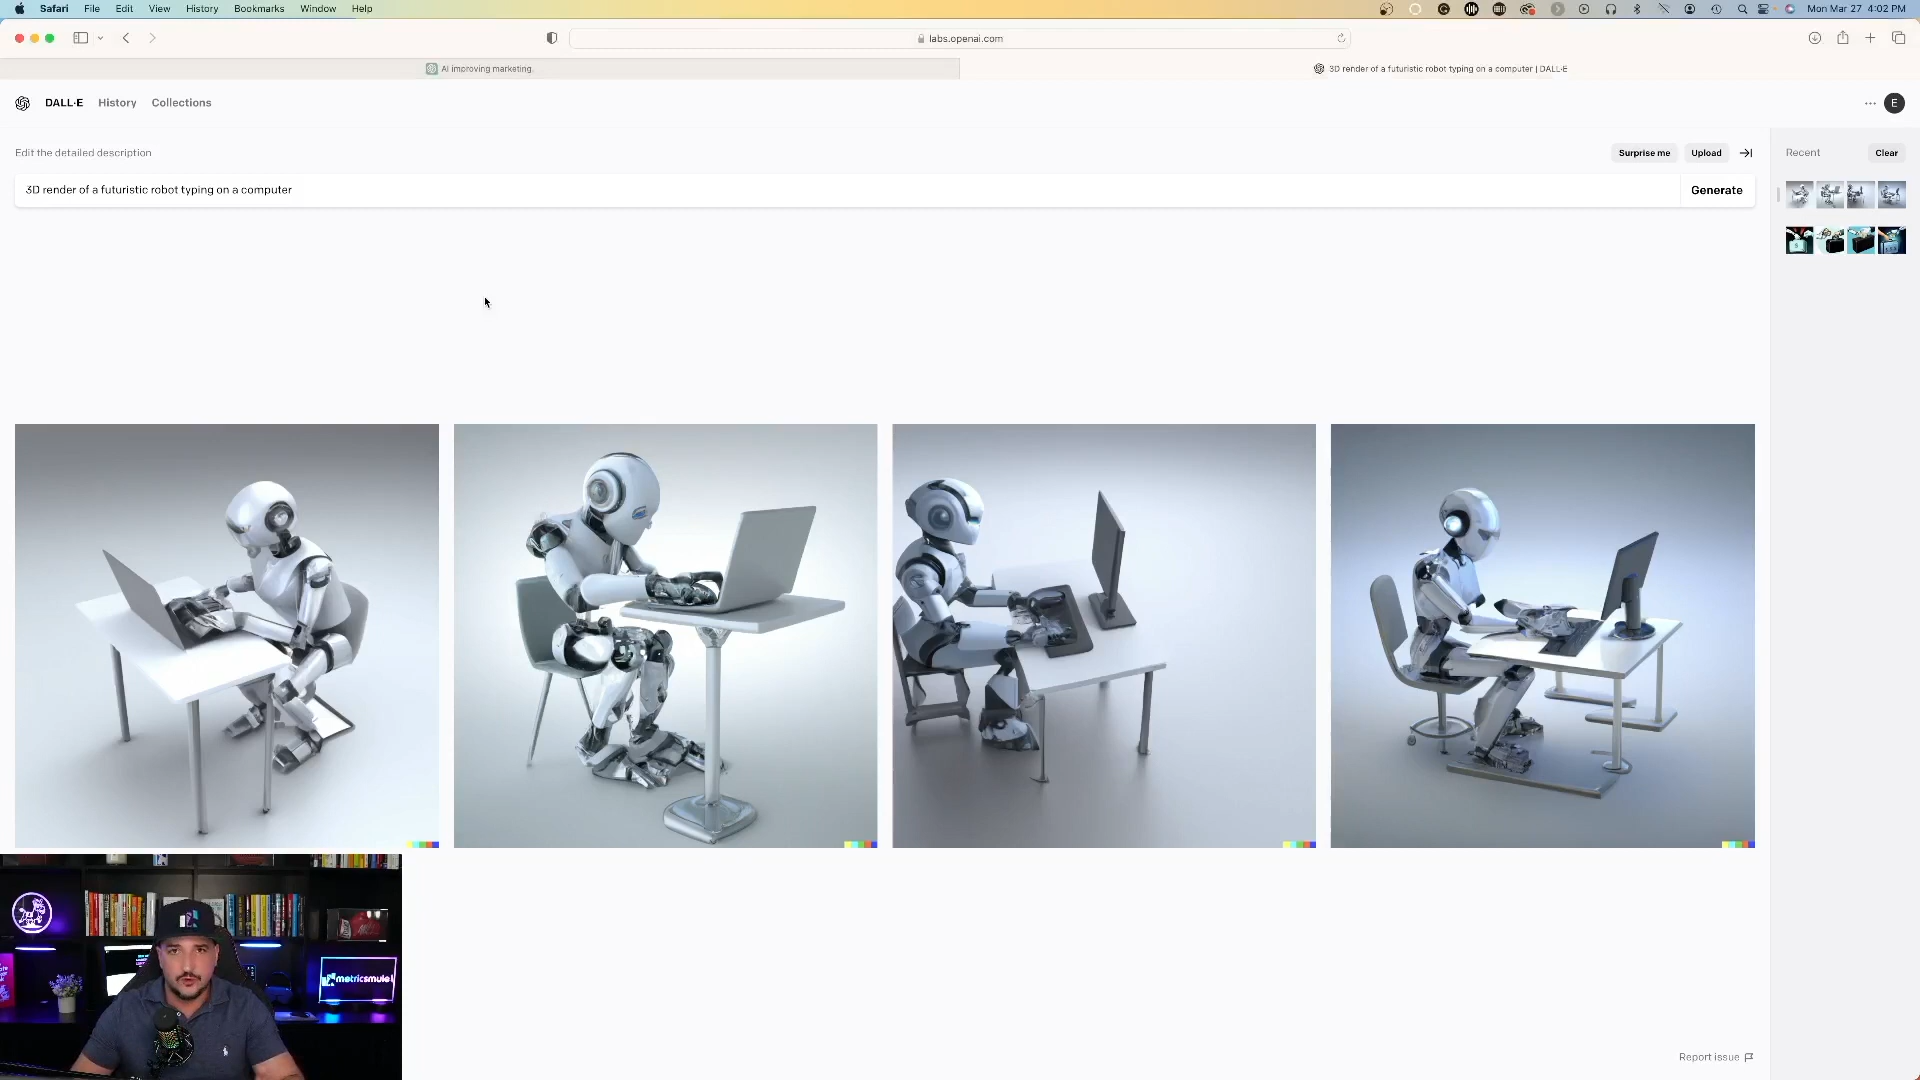 Safari File Edit View History Bookmarks Window Help Mon Mar 27 4:02 PM
labs.openai.com
AI improving marketing.
3D render of a futuristic robot typing on a computer | DALL·E
DALL·E History Collections
E
Edit the detailed description
Surprise me Upload
Recent Clear
3D render of a futuristic robot typing on a computer
Generate
metricsmule
Report issue